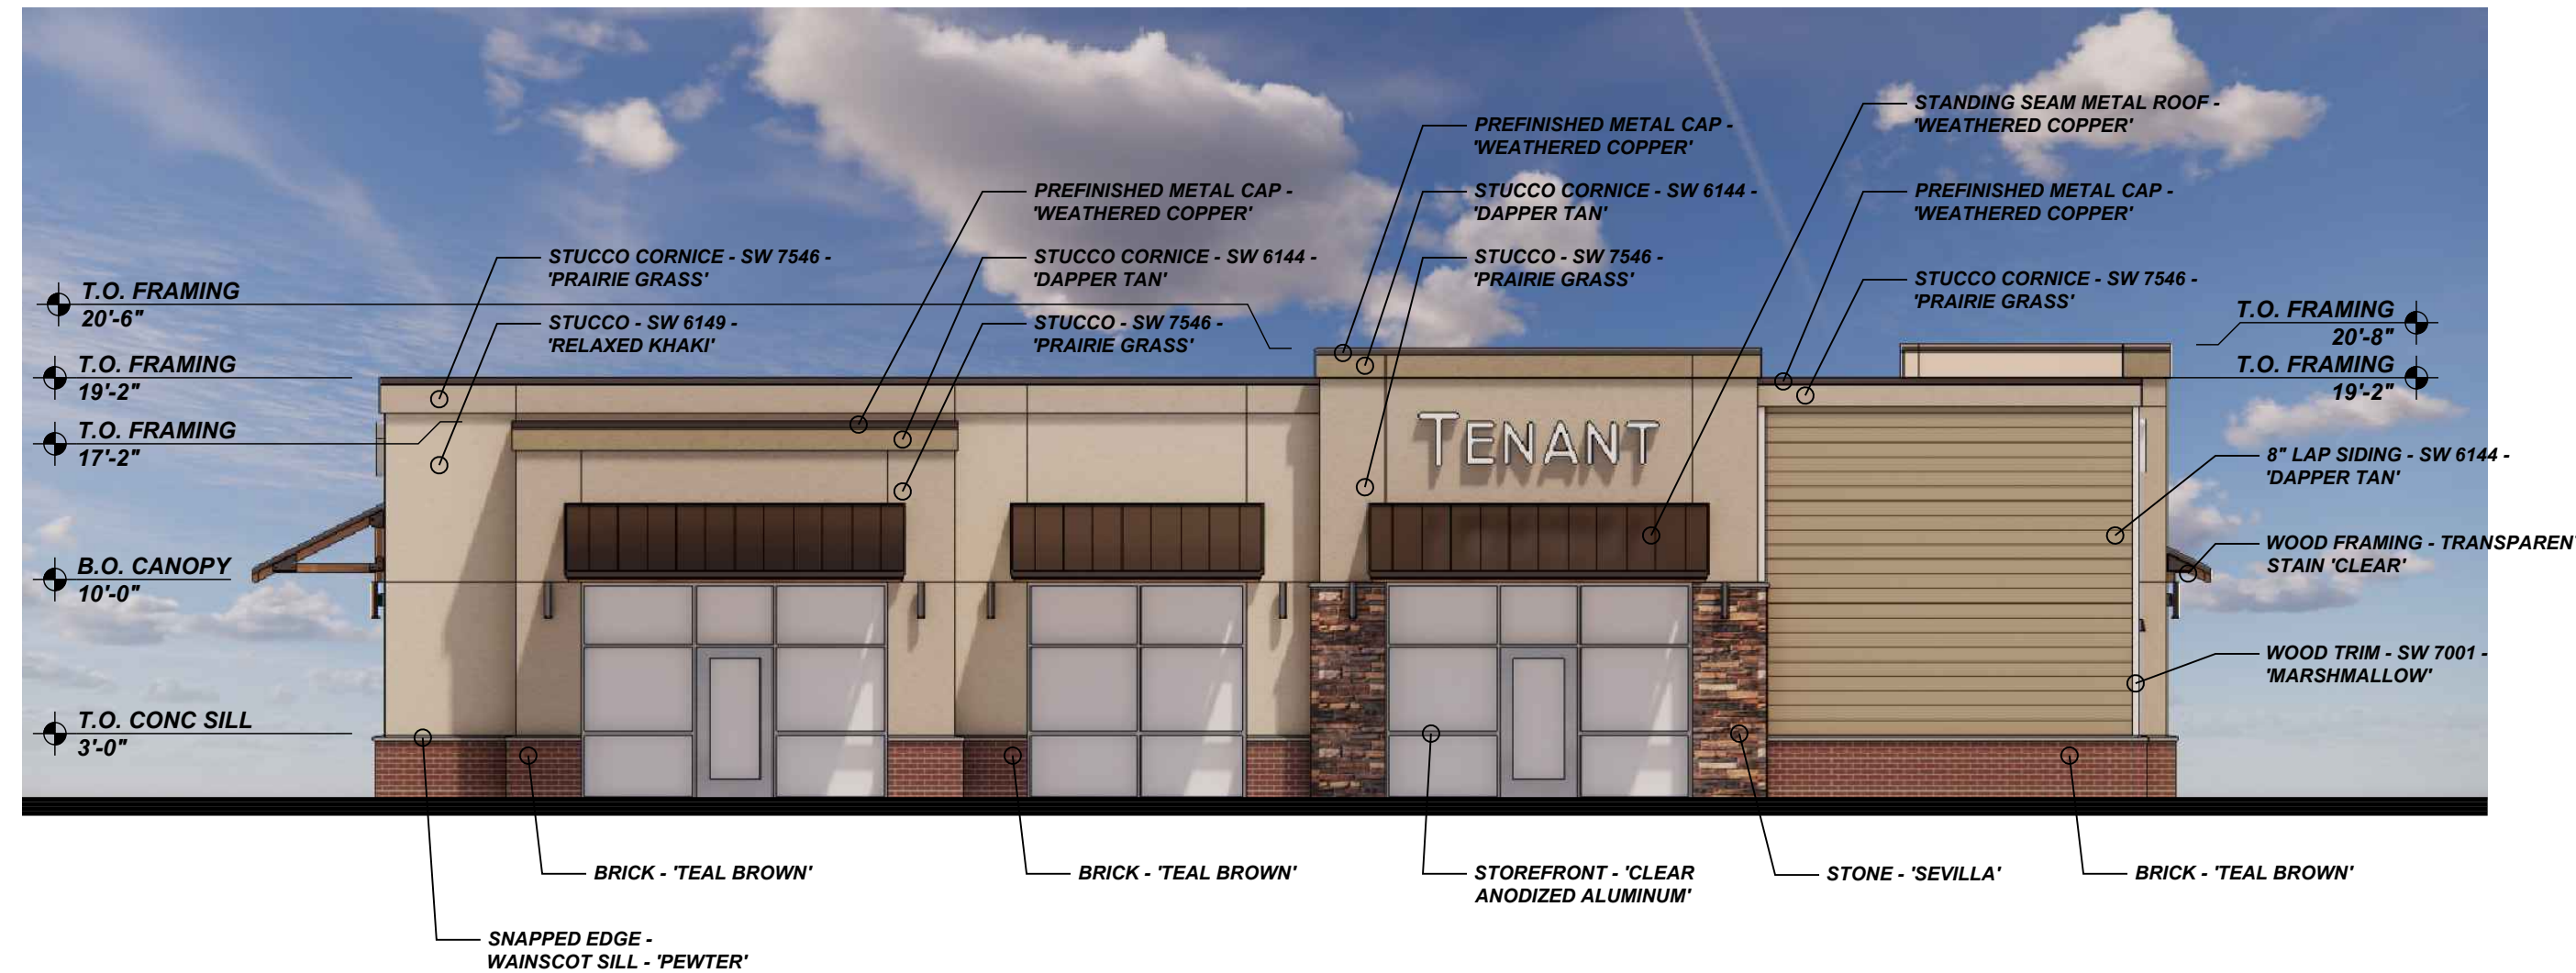 STANDING SEAM METAL ROOF -
'WEATHERED COPPER'
PREFINISHED METAL CAP -
'WEATHERED COPPER'
PREFINISHED METAL CAP -
'WEATHERED COPPER'
STUCCO CORNICE - SW 6144 -
'DAPPER TAN'
PREFINISHED METAL CAP -
'WEATHERED COPPER'
STUCCO CORNICE - SW 7546 -
'PRAIRIE GRASS'
STUCCO CORNICE - SW 6144 -
'DAPPER TAN'
STUCCO - SW 7546 -
'PRAIRIE GRASS'
STUCCO CORNICE - SW 7546 -
'PRAIRIE GRASS'
T.O. FRAMING
20'-6"
STUCCO - SW 6149 -
'RELAXED KHAKI'
STUCCO - SW 7546 -
'PRAIRIE GRASS'
T.O. FRAMING
20'-8"
T.O. FRAMING
19'-2"
T.O. FRAMING
19'-2"
T.O. FRAMING
17'-2"
TENANT
8" LAP SIDING - SW 6144 -
'DAPPER TAN'
B.O. CANOPY
10'-0"
WOOD FRAMING - TRANSPARENT
STAIN 'CLEAR'
WOOD TRIM - SW 7001 -
'MARSHMALLOW'
T.O. CONC SILL
3'-0"
BRICK - 'TEAL BROWN'
BRICK - 'TEAL BROWN'
STOREFRONT - 'CLEAR
ANODIZED ALUMINUM'
STONE - 'SEVILLA'
BRICK - 'TEAL BROWN'
SNAPPED EDGE -
WAINSCOT SILL - 'PEWTER'